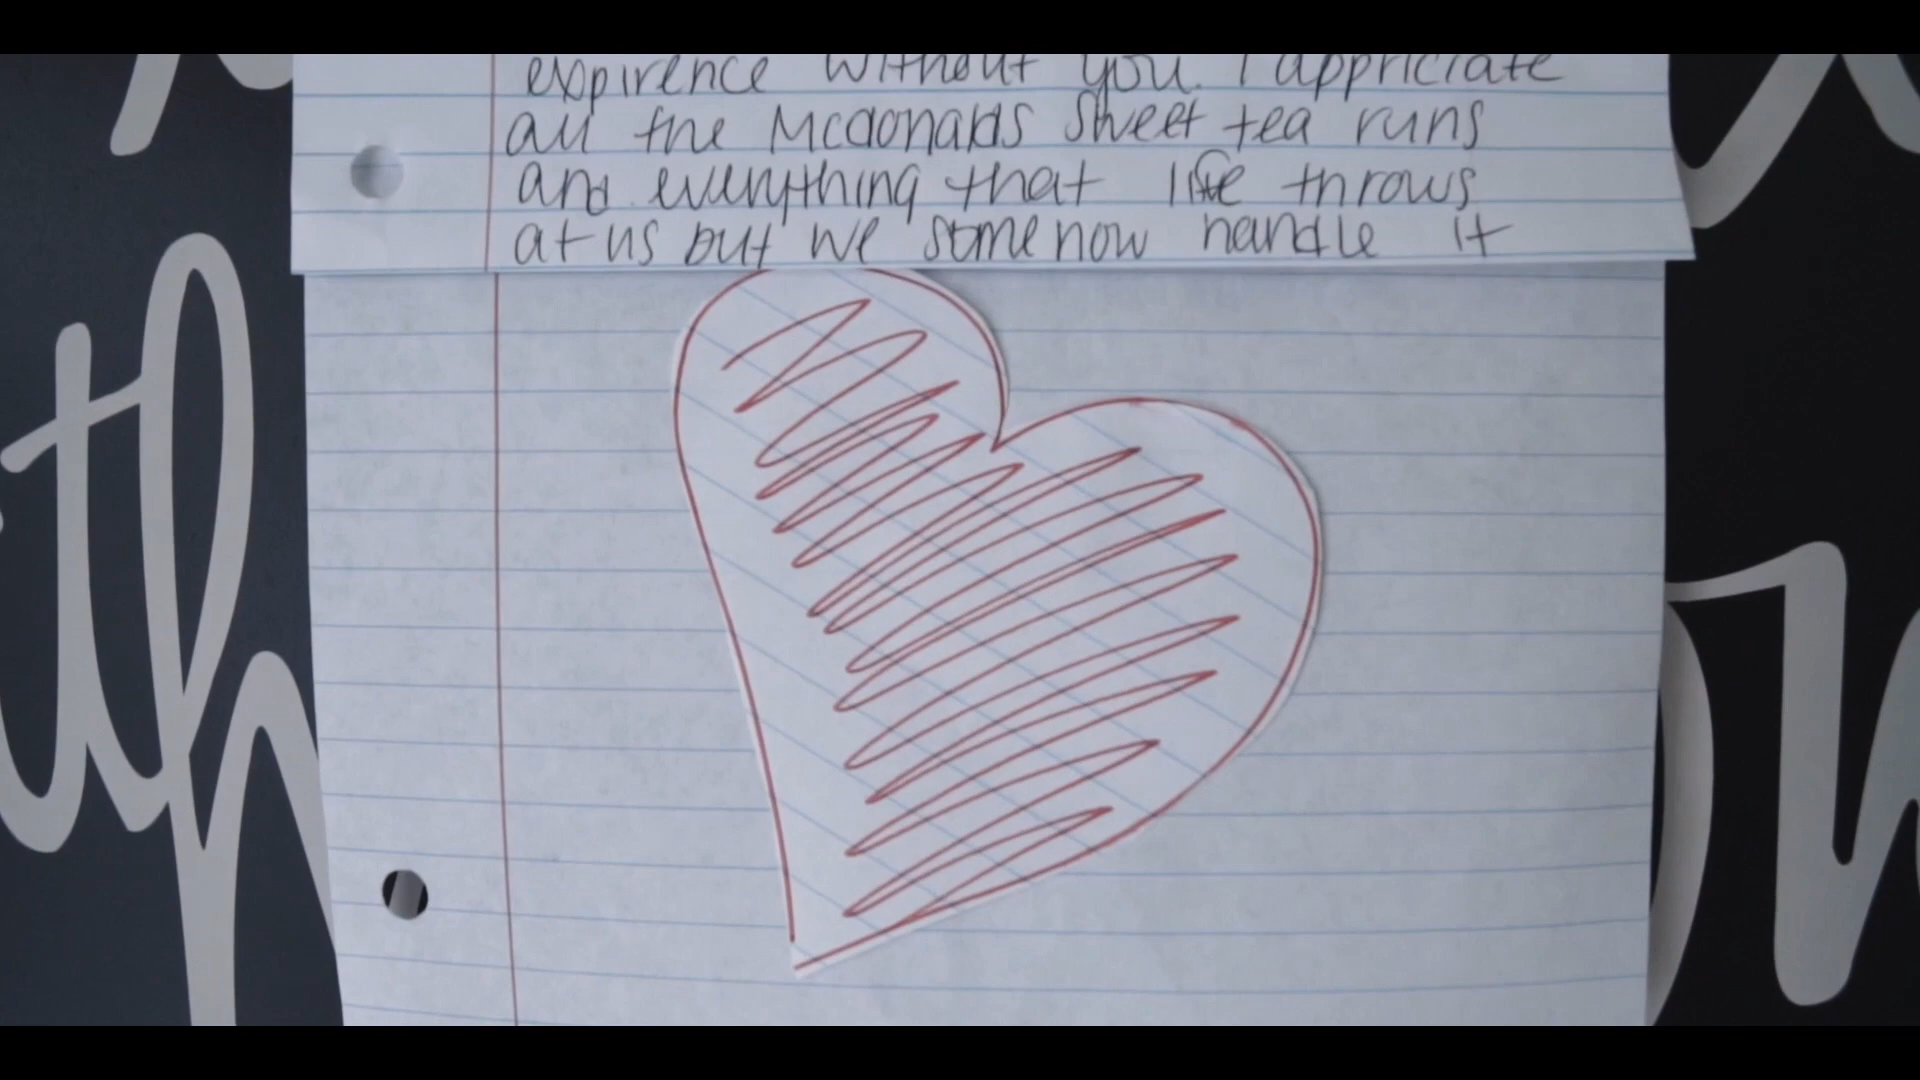 expirence without you. I appriciate
all the Mcdonalds Sweet tea runs
and everything that life throws
at us but we somehow handle it